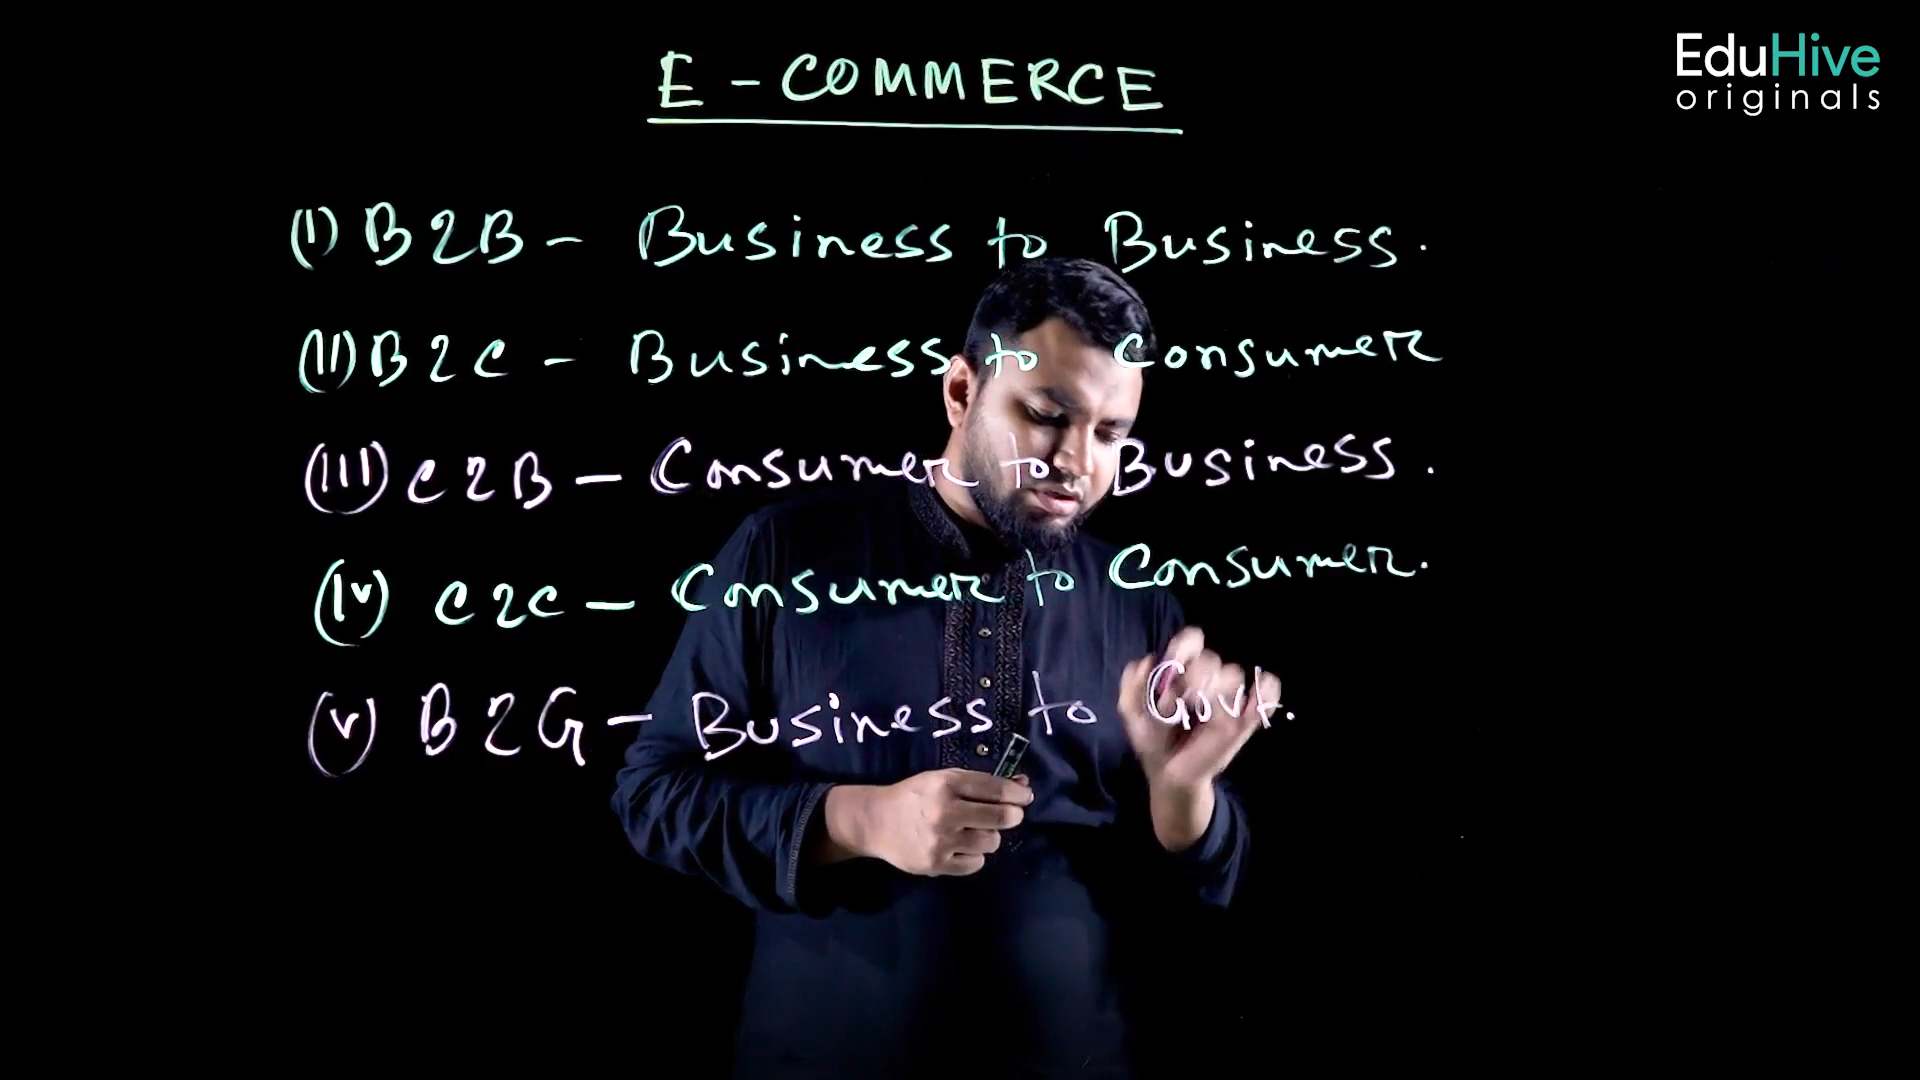 EduHive
originals
E - COMMERCE
(I) B2B - Business to Business.
(II) B2C - Business to Consumer
(III) C2B - Consumer to Business.
(IV) C2C - Consumer to Consumer.
(V) B2G - Business to Govt.